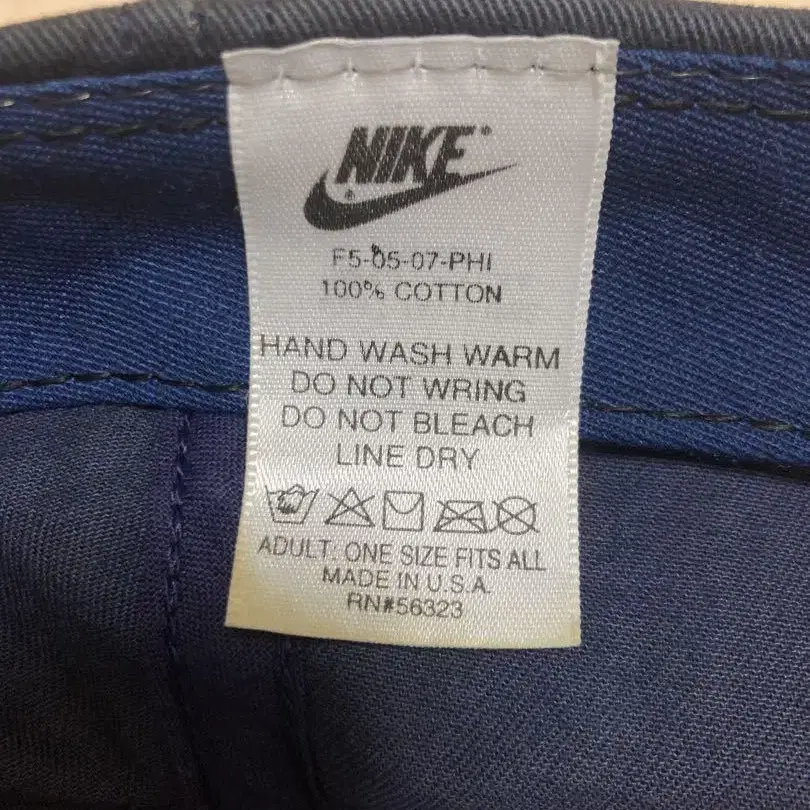 NIKE®
®
F5-05-07-PHI
100% COTTON
HAND WASH WARM
DO NOT WRING
DO NOT BLEACH
LINE DRY
ADULT: ONE SIZE FITS ALL
MADE IN U.S.A.
RN#56323